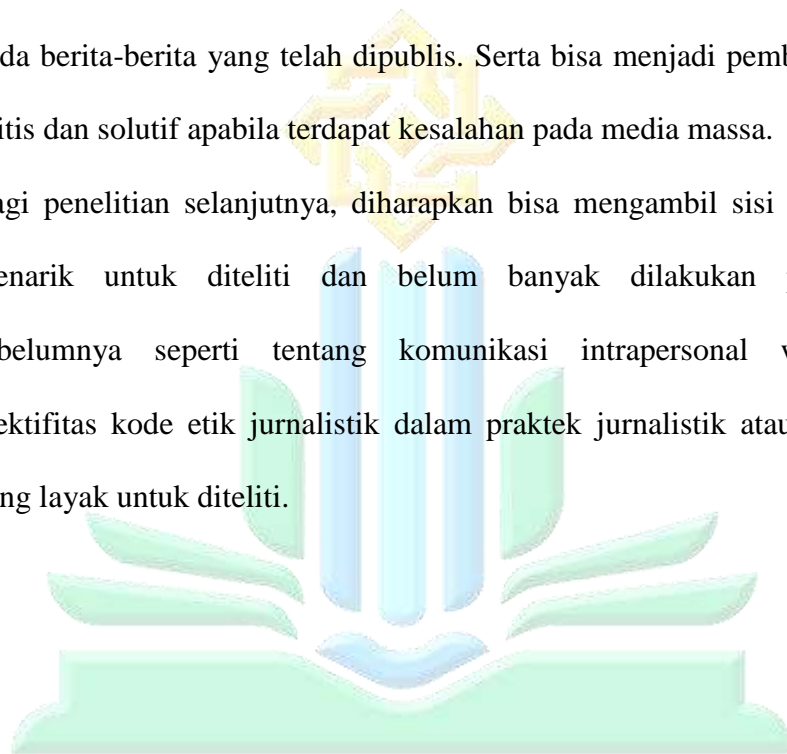 da berita-berita yang telah dipublis. Serta bisa menjadi pemb
itis dan solutif apabila terdapat kesalahan pada media massa.
agi penelitian selanjutnya, diharapkan bisa mengambil sisi
enarik untuk diteliti dan belum banyak dilakukan
belumnya seperti tentang komunikasi intrapersonal
ektifitas kode etik jurnalistik dalam praktek jurnalistik atau
ng layak untuk diteliti.